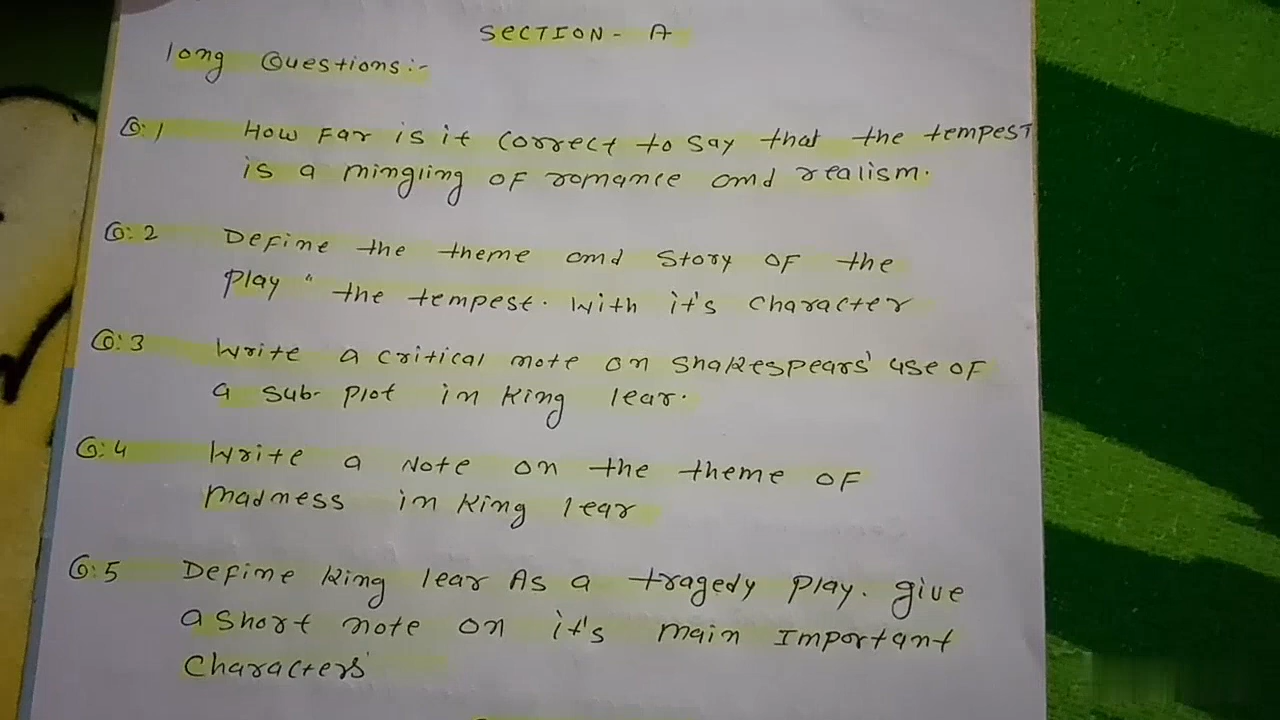 SECTION - A
long Questions:-
Q:1 How Far is it correct to say that the tempest
is a mingling of romance and realism.
Q:2 Define the theme and story of the
Play " the tempest. With it's character
Q:3 Write a critical note on Shakespears' use of
a sub-plot in King lear.
Q:4 Write a Note on the theme of
madness in King lear
Q:5 Define King lear As a tragedy Play. give
a short note on it's main Important
Characters'